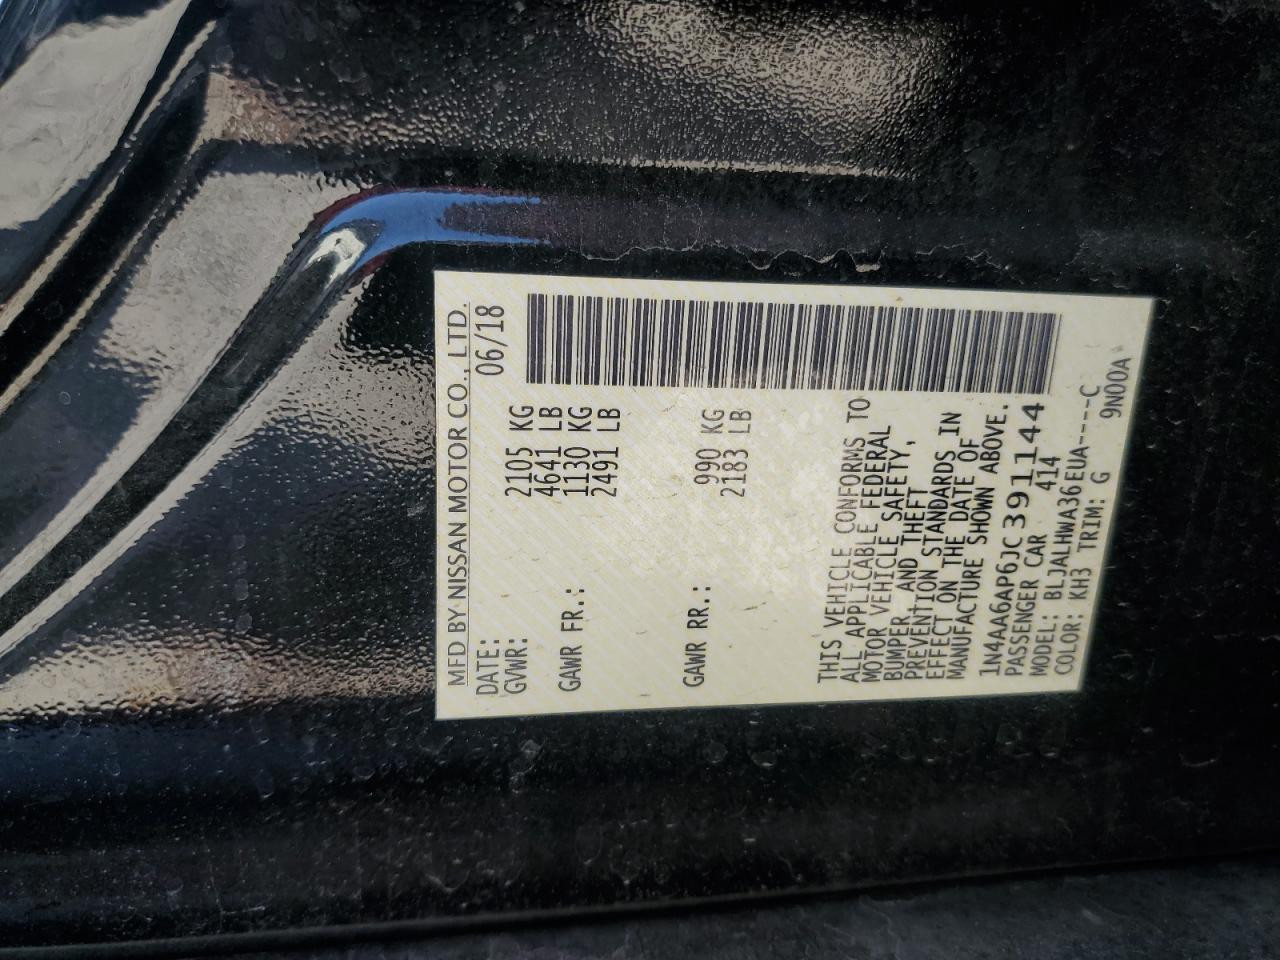 MFD BY NISSAN MOTOR CO., LTD.
DATE: 06/18
GVWR: 2105 KG
4641 LB
GAWR FR.: 1130 KG
2491 LB
GAWR RR.: 990 KG
2183 LB
THIS VEHICLE CONFORMS TO
ALL APPLICABLE FEDERAL
MOTOR VEHICLE SAFETY,
BUMPER AND THEFT
PREVENTION STANDARDS IN
EFFECT ON THE DATE OF
MANUFACTURE SHOWN ABOVE.
1N4AA6AP6JC391144
PASSENGER CAR 414
MODEL: BLJALHWA36EUA----C
COLOR: KH3 TRIM: G 9N00A